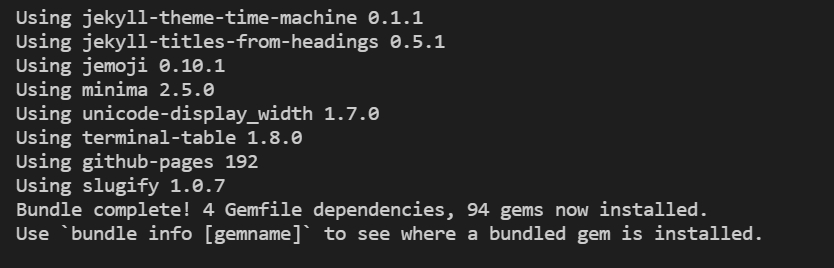 Using jekyll-theme-time-machine 0.1.1
Using jekyll-titles-from-headings 0.5.1
Using jemoji 0.10.1
Using minima 2.5.0
Using unicode-display_width 1.7.0
Using terminal-table 1.8.0
Using github-pages 192
Using slugify 1.0.7
Bundle complete! 4 Gemfile dependencies, 94 gems now installed.
Use `bundle info [gemname]` to see where a bundled gem is installed.